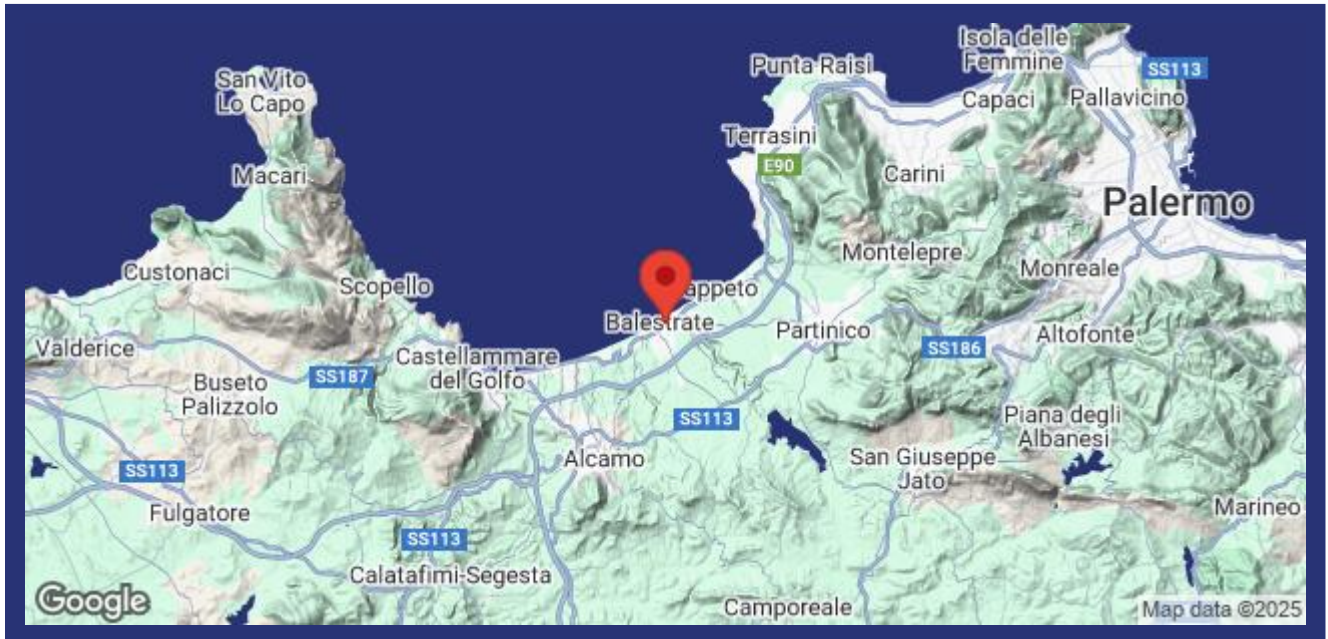 San Vito
Lo Capo
Macari
Custonaci
Scopello
Valderice
Buseto
Palizzolo
SS187
Castellammare
del Golfo
SS113
Fulgatore
SS113
Calatafimi-Segesta
Alcamo
Balestrate
appeto
SS113
Partinico
Camporeale
Punta Raisi
Terrasini
E90
Carini
Montelepre
Isola delle
Femmine
Capaci
SS113
Pallavicino
Palermo
Monreale
Altofonte
SS186
Piana degli
Albanesi
San Giuseppe
Jato
Marineo
Google
Map data ©2025